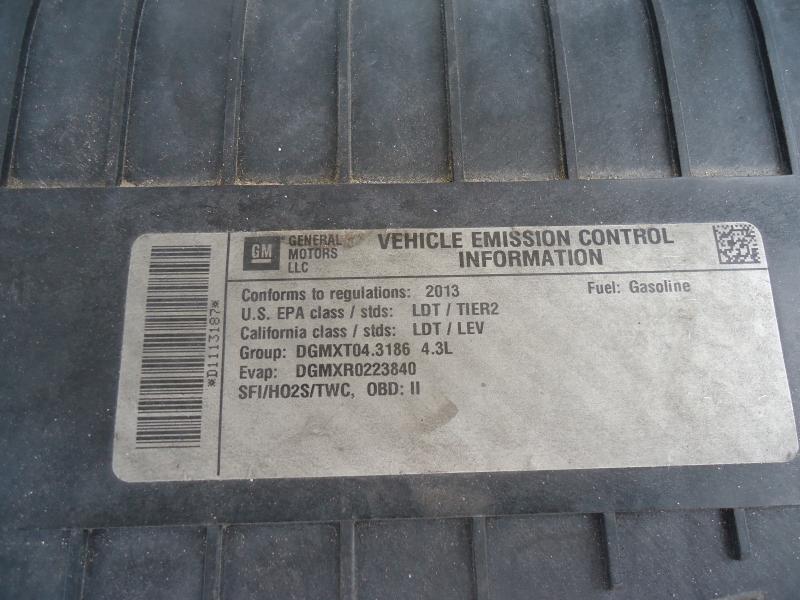 *D1113187*
GM
GENERAL
MOTORS
LLC
VEHICLE EMISSION CONTROL
INFORMATION
Conforms to regulations: 2013 Fuel: Gasoline
U.S. EPA class / stds: LDT / TIER2
California class / stds: LDT / LEV
Group: DGMXT04.3186 4.3L
Evap: DGMXR0223840
SFI/HO2S/TWC, OBD: II